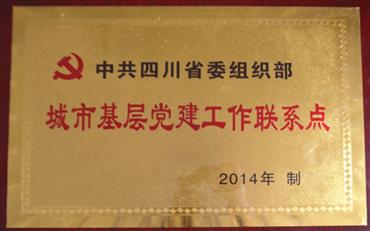 中共四川省委组织部
城市基层党建工作联系点
2014年 制